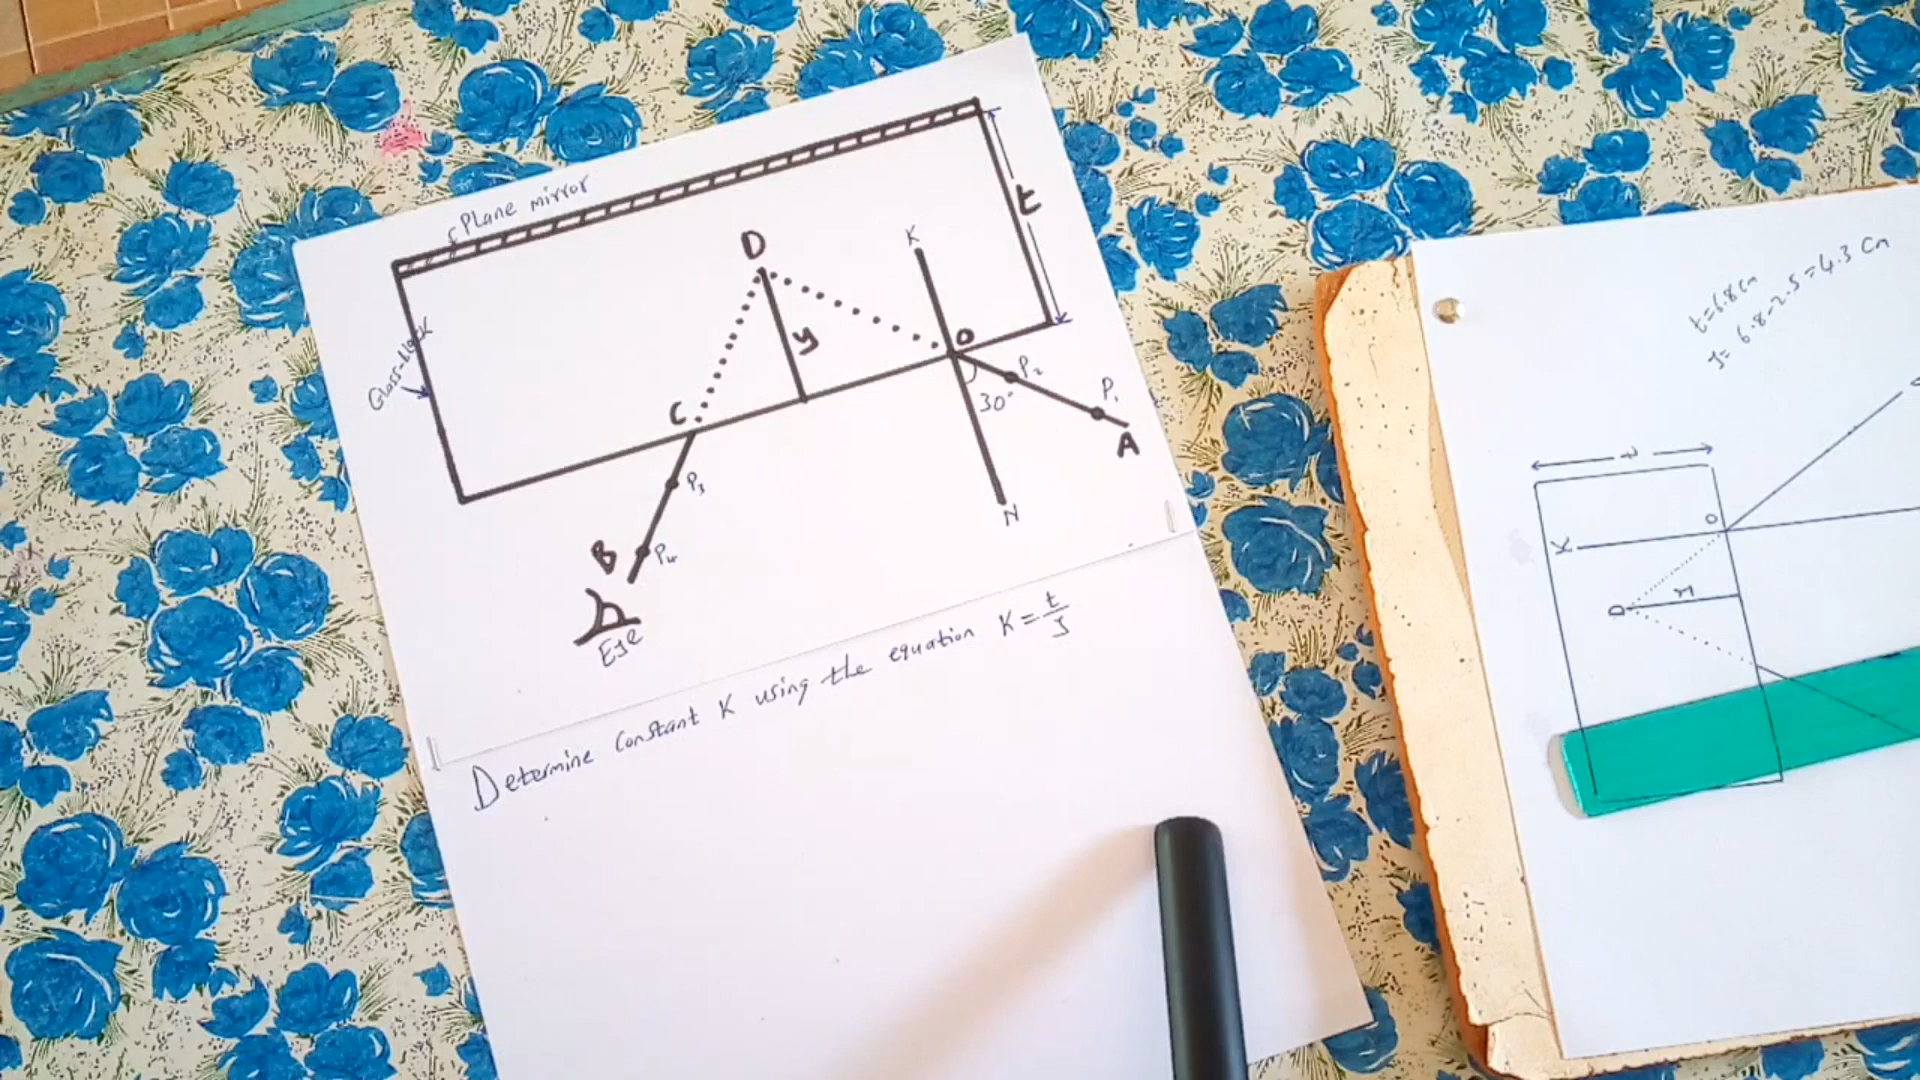 Plane mirror
Glass-block
D
K
t
y
O
P₂
30°
P₁
A
C
P₃
N
B
P₄
Eye
Determine Constant K using the equation K = t/y
t=6.8cm
y= 6.8-2.5=4.3 Cm
t
K
O
D
y